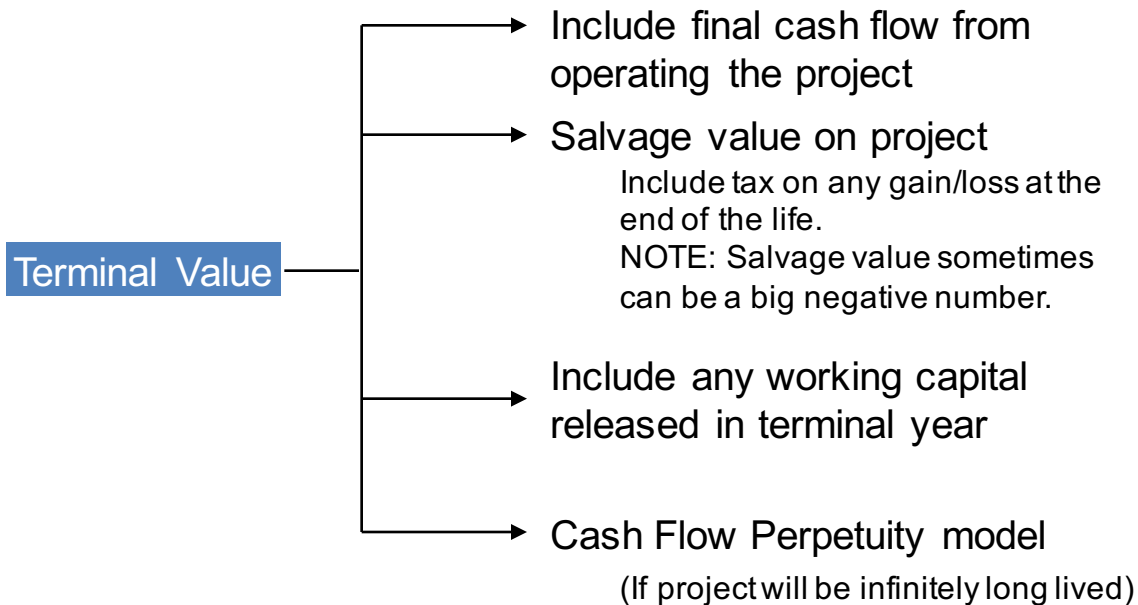 Include final cash flow from
operating the project
Salvage value on project
Include tax on any gain/loss at the
end of the life.
NOTE: Salvage value sometimes
can be a big negative number.
Terminal Value
Include any working capital
released in terminal year
Cash Flow Perpetuity model
(If project will be infinitely long lived)